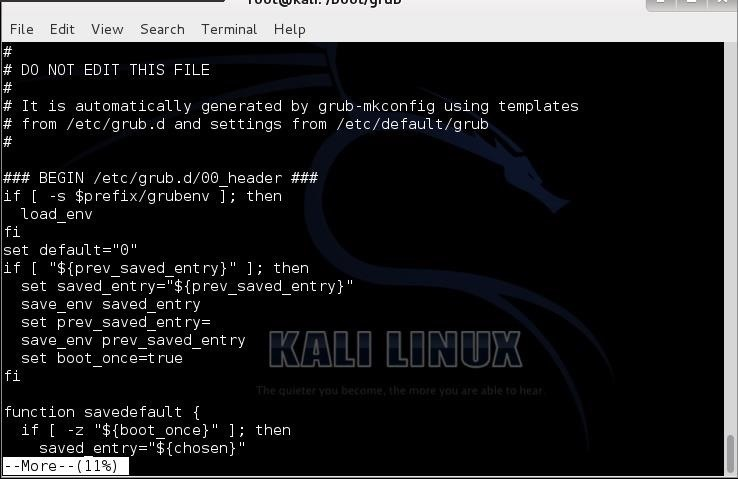 root@kali: /boot/grub
File Edit View Search Terminal Help
#
# DO NOT EDIT THIS FILE
#
# It is automatically generated by grub-mkconfig using templates
# from /etc/grub.d and settings from /etc/default/grub
#
### BEGIN /etc/grub.d/00_header ###
if [ -s $prefix/grubenv ]; then
  load_env
fi
set default="0"
if [ "${prev_saved_entry}" ]; then
  set saved_entry="${prev_saved_entry}"
  save_env saved_entry
  set prev_saved_entry=
  save_env prev_saved_entry
  set boot_once=true
fi
KALI LINUX
The quieter you become, the more you are able to hear.
function savedefault {
  if [ -z "${boot_once}" ]; then
    saved_entry="${chosen}"
--More--(11%)